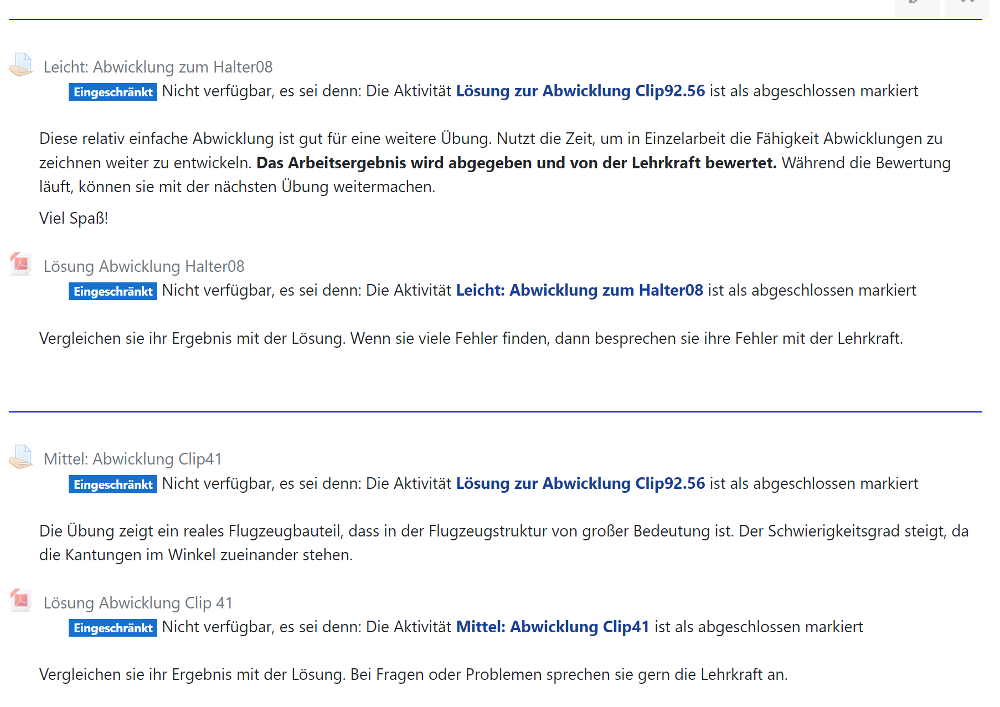 Leicht: Abwicklung zum Halter08
Eingeschränkt Nicht verfügbar, es sei denn: Die Aktivität Lösung zur Abwicklung Clip92.56 ist als abgeschlossen markiert
Diese relativ einfache Abwicklung ist gut für eine weitere Übung. Nutzt die Zeit, um in Einzelarbeit die Fähigkeit Abwicklungen zu
zeichnen weiter zu entwickeln. Das Arbeitsergebnis wird abgegeben und von der Lehrkraft bewertet. Während die Bewertung
läuft, können sie mit der nächsten Übung weitermachen.
Viel Spaß!
Lösung Abwicklung Halter08
Eingeschränkt Nicht verfügbar, es sei denn: Die Aktivität Leicht: Abwicklung zum Halter08 ist als abgeschlossen markiert
Vergleichen sie ihr Ergebnis mit der Lösung. Wenn sie viele Fehler finden, dann besprechen sie ihre Fehler mit der Lehrkraft.
Mittel: Abwicklung Clip41
Eingeschränkt Nicht verfügbar, es sei denn: Die Aktivität Lösung zur Abwicklung Clip92.56 ist als abgeschlossen markiert
Die Übung zeigt ein reales Flugzeugbauteil, dass in der Flugzeugstruktur von großer Bedeutung ist. Der Schwierigkeitsgrad steigt, da
die Kantungen im Winkel zueinander stehen.
Lösung Abwicklung Clip 41
Eingeschränkt Nicht verfügbar, es sei denn: Die Aktivität Mittel: Abwicklung Clip41 ist als abgeschlossen markiert
Vergleichen sie ihr Ergebnis mit der Lösung. Bei Fragen oder Problemen sprechen sie gern die Lehrkraft an.